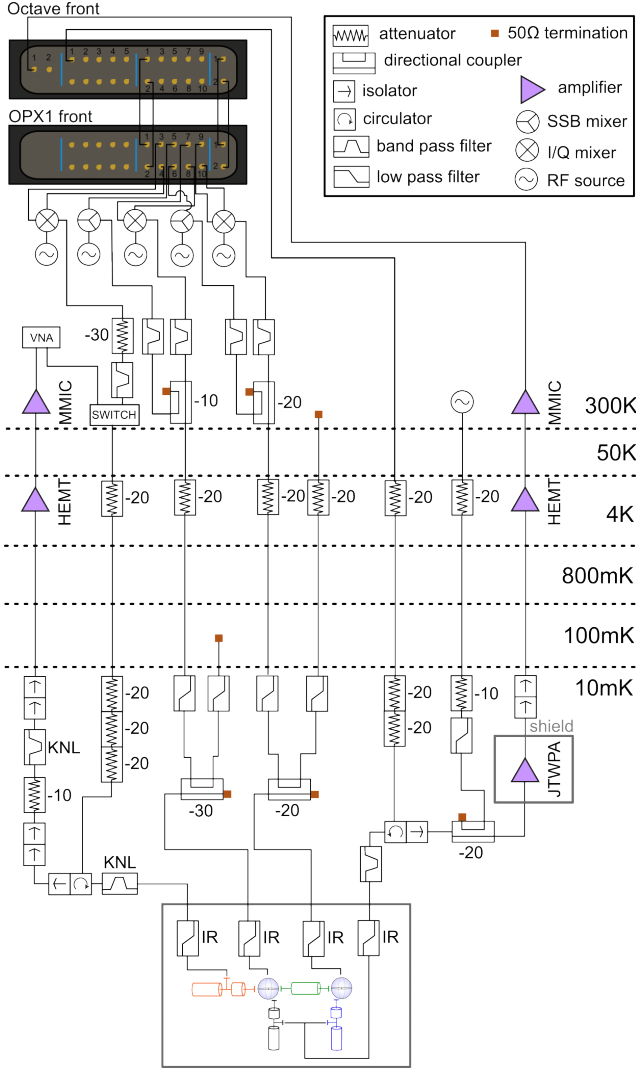 Octave front
1 2 1 2 3 4 5 1 3 5 7 9 1
2 4 6 8 10 2
OPX1 front
1 3 5 7 9 1
2 4 6 8 10 2
attenuator
50Ω termination
directional coupler
isolator
amplifier
circulator
SSB mixer
band pass filter
I/Q mixer
low pass filter
RF source
VNA
-30
MMIC
SWITCH
-10
-20
MMIC
300K
50K
HEMT
-20
-20
-20
-20
-20
-20
HEMT
4K
800mK
100mK
10mK
-20
-20
-10
shield
KNL
-20
-20
JTWPA
-10
-20
-30
-20
-20
KNL
IR
IR
IR
IR